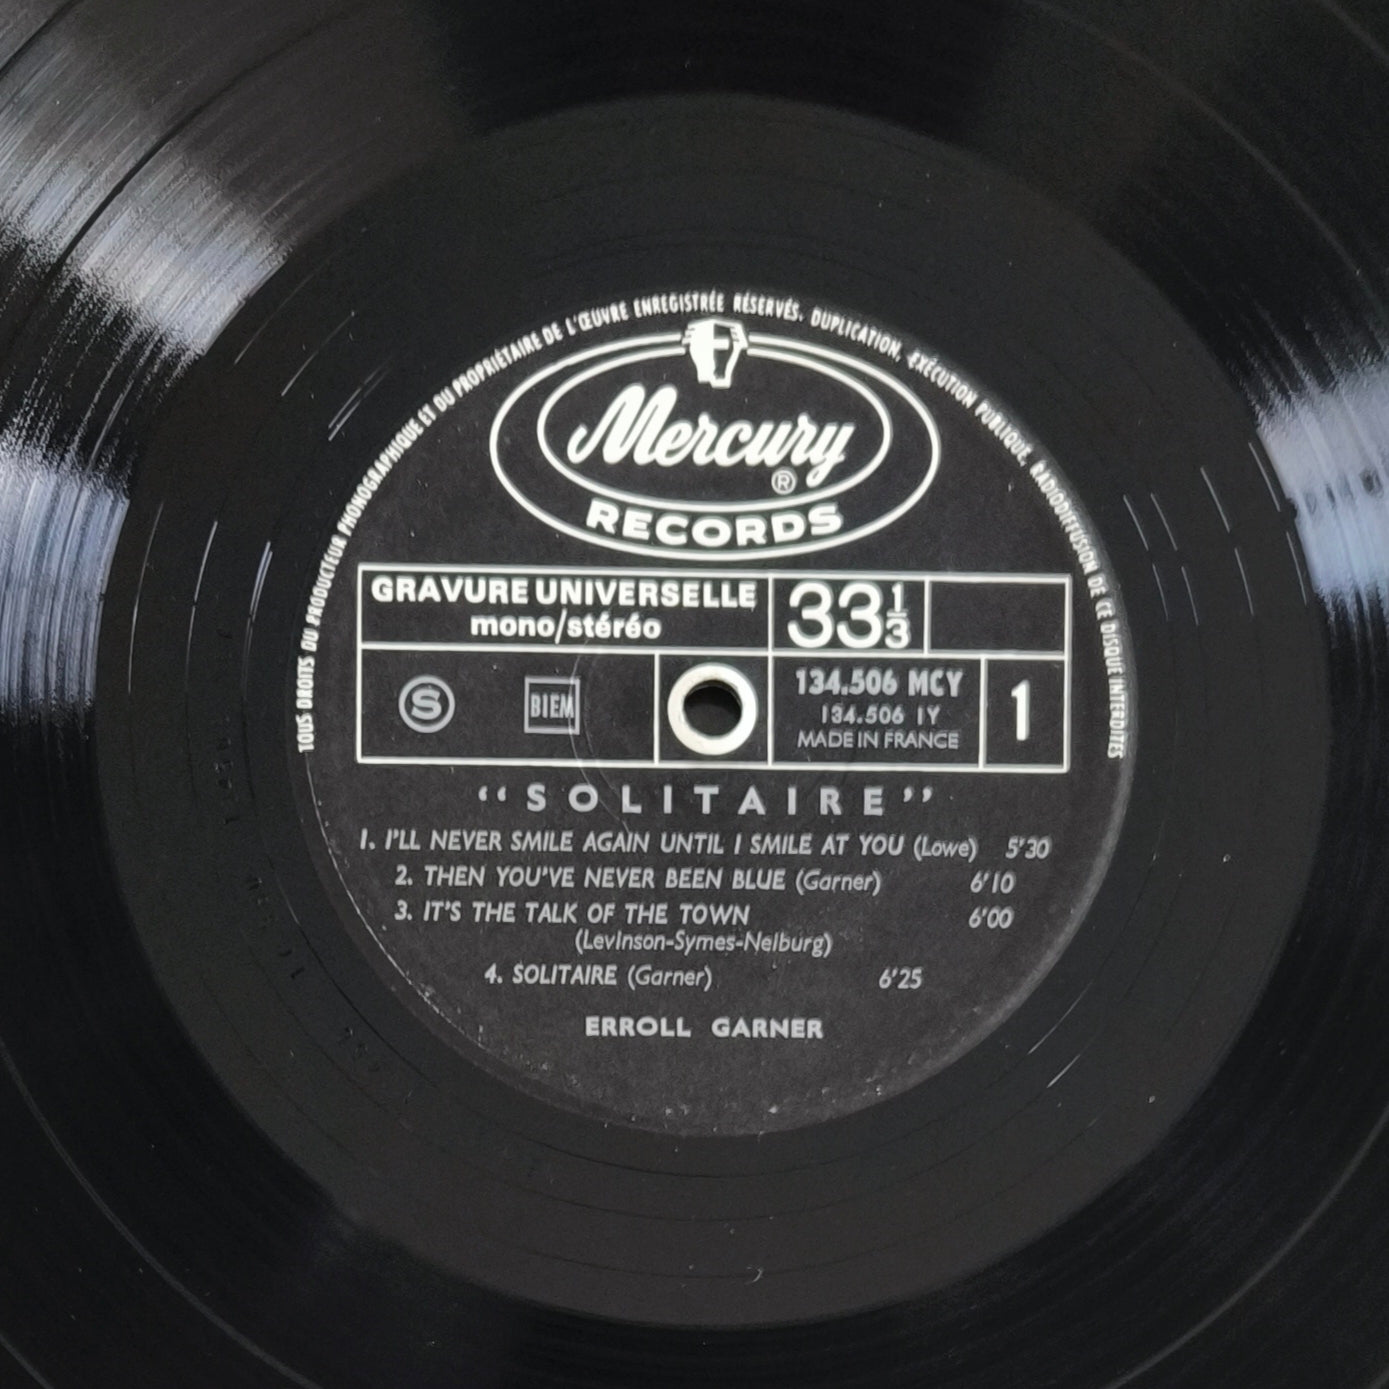 TOUS DROITS DU PRODUCTEUR PHONOGRAPHIQUE ET DU PROPRIÉTAIRE DE L'ŒUVRE ENREGISTRÉE RÉSERVÉS. DUPLICATION, EXÉCUTION PUBLIQUE, RADIODIFFUSION DE CE DISQUE INTERDITES
Mercury
®
RECORDS
GRAVURE UNIVERSELLE
mono/stéréo
33 1/3
S
BIEM
134.506 MCY
134.506 1Y
MADE IN FRANCE
1
“SOLITAIRE”
1. I'LL NEVER SMILE AGAIN UNTIL I SMILE AT YOU (Lowe) 5'30
2. THEN YOU'VE NEVER BEEN BLUE (Garner) 6'10
3. IT'S THE TALK OF THE TOWN 6'00
(LevInson-Symes-Neiburg)
4. SOLITAIRE (Garner) 6'25
ERROLL GARNER